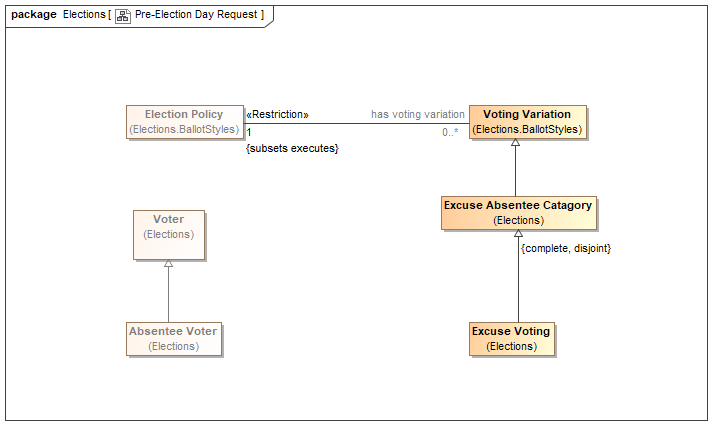 package Elections [ Pre-Election Day Request ]
Election Policy
(Elections.BallotStyles)
«Restriction»
1
{subsets executes}
has voting variation
0..*
Voting Variation
(Elections.BallotStyles)
Excuse Absentee Catagory
(Elections)
{complete, disjoint}
Voter
(Elections)
Absentee Voter
(Elections)
Excuse Voting
(Elections)